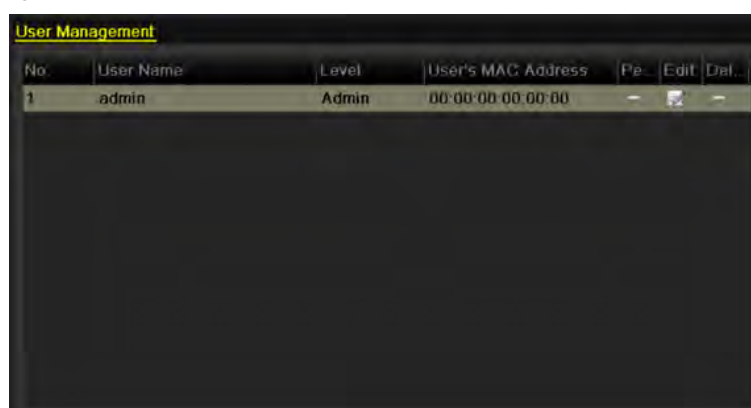 User Management
No. User Name Level User's MAC Address Pe... Edit Del...
1 admin Admin 00:00:00:00:00:00 – –